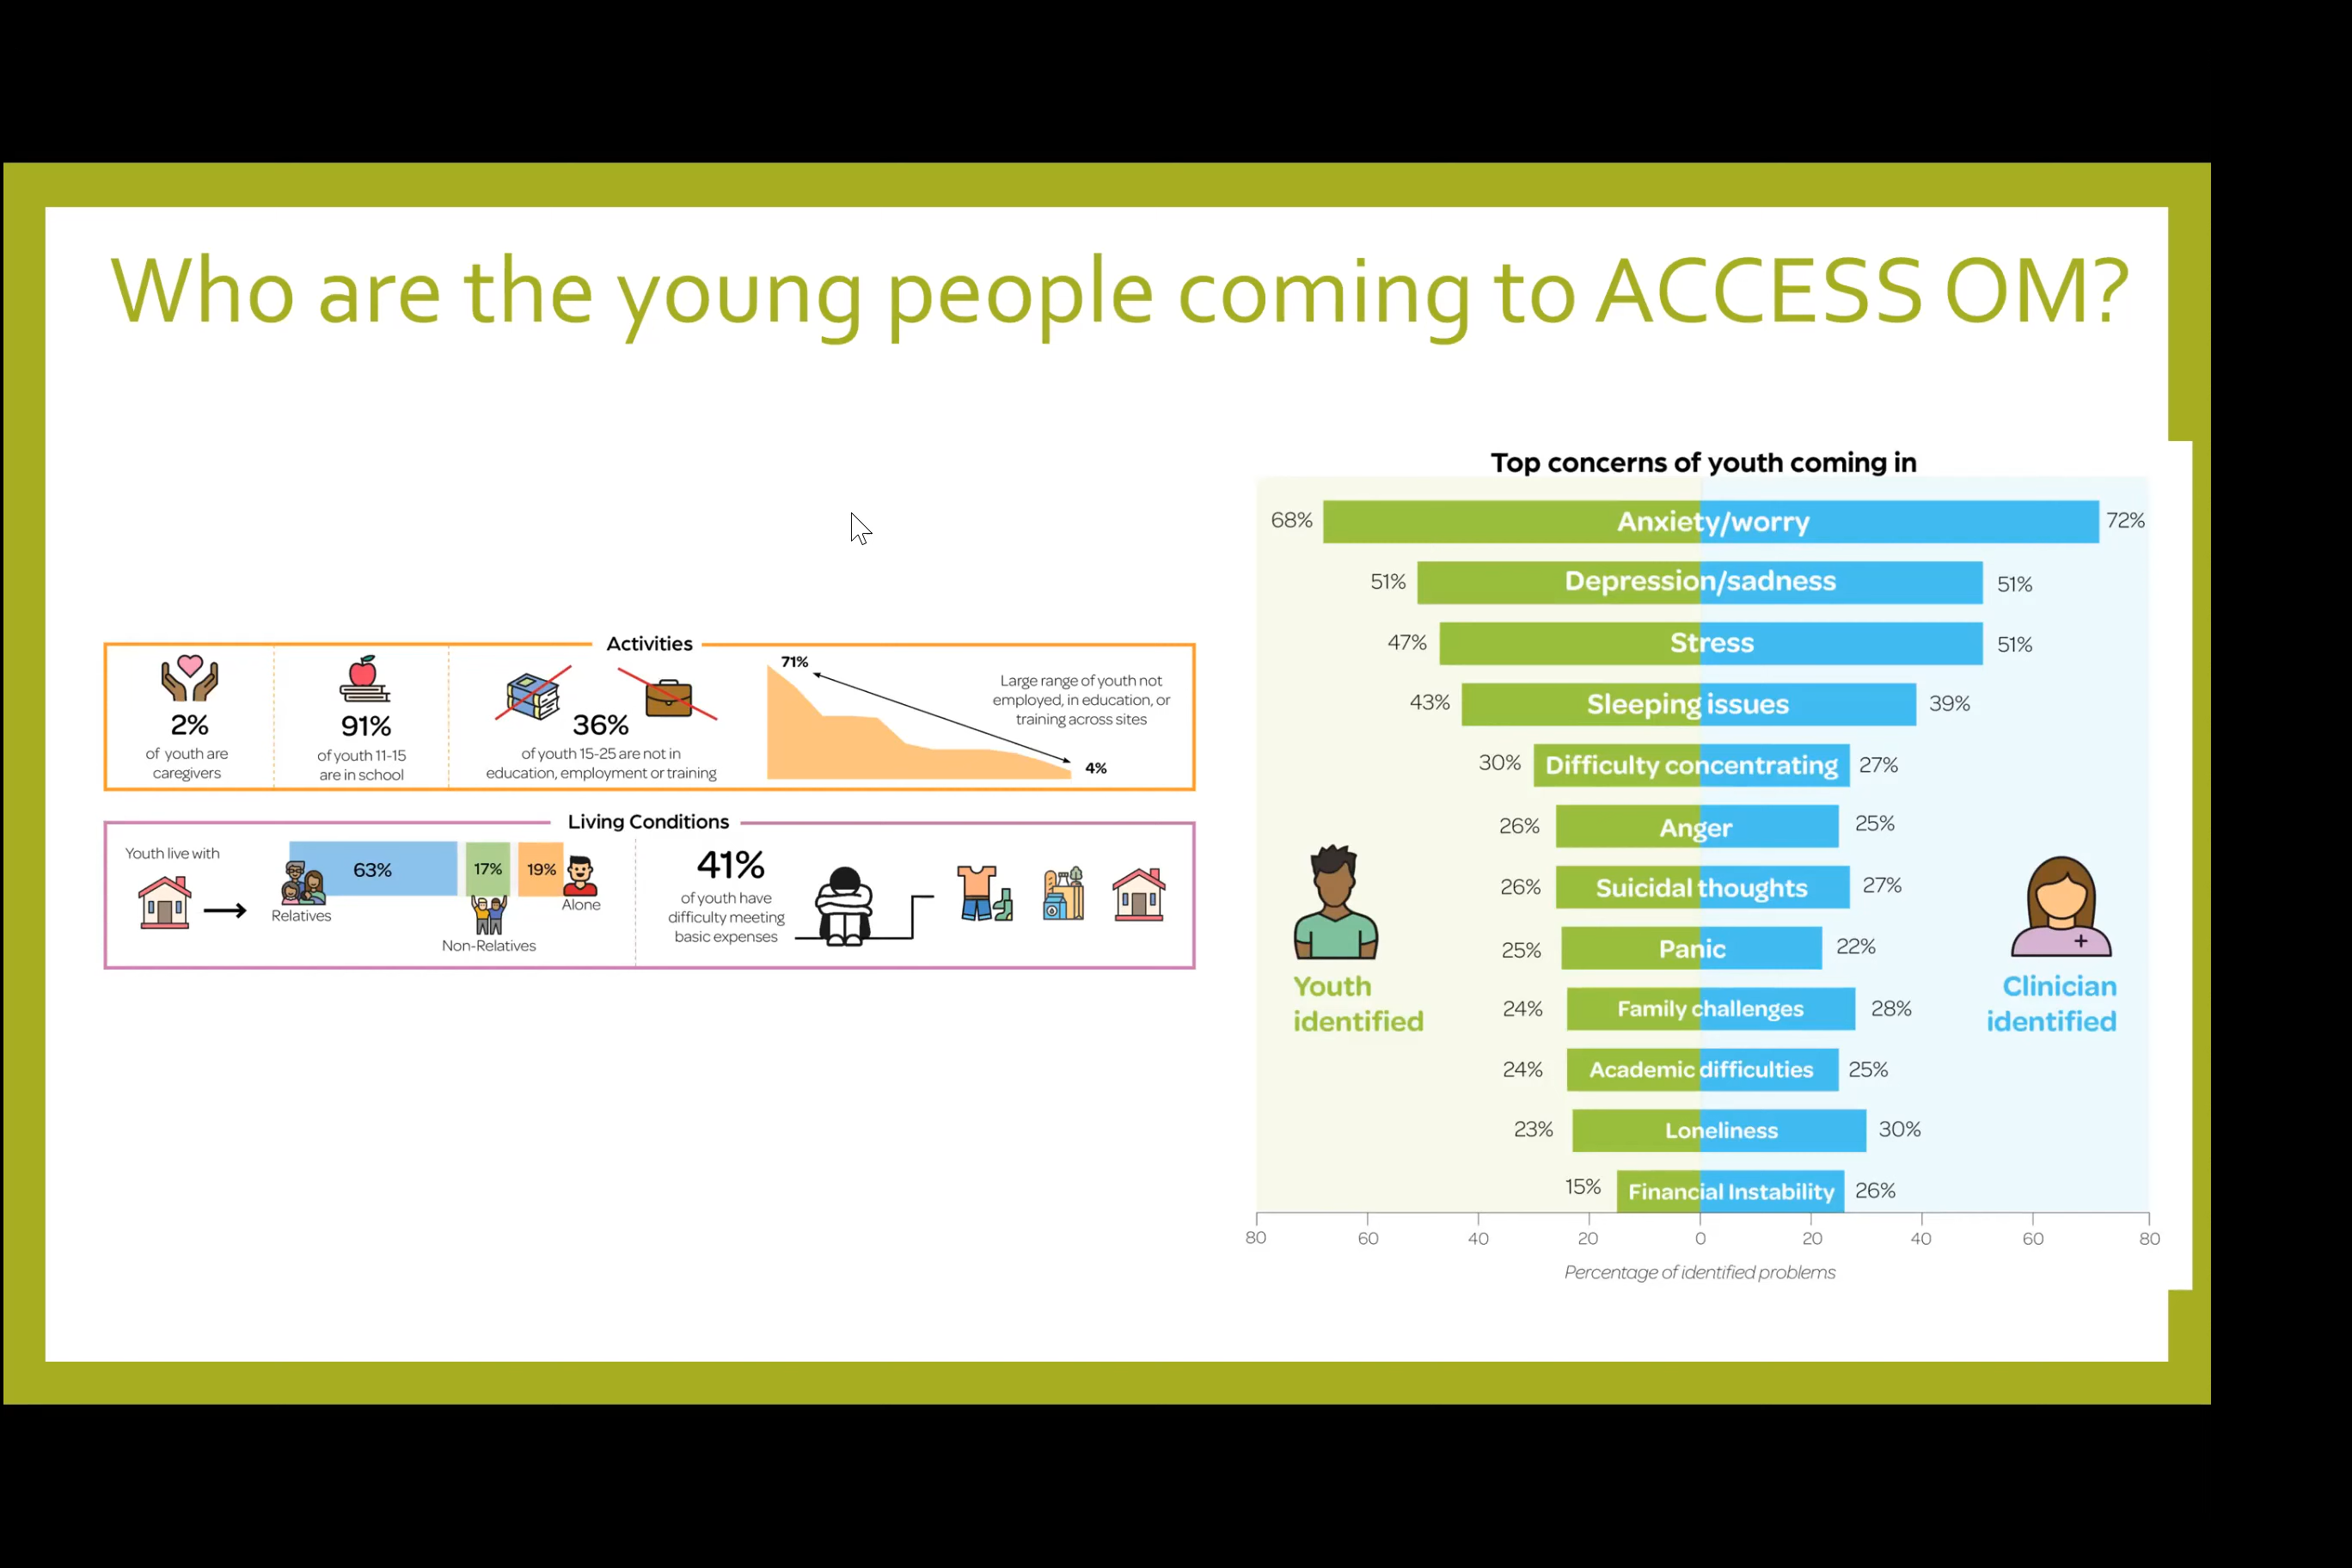 Who are the young people coming to ACCESS OM?
Activities
2%
of youth are
caregivers
91%
of youth 11-15
are in school
36%
of youth 15-25 are not in
education, employment or training
71%
4%
Large range of youth not
employed, in education, or
training across sites
Living Conditions
Youth live with
63%
Relatives
17%
Non-Relatives
19%
Alone
41%
of youth have
difficulty meeting
basic expenses
Top concerns of youth coming in
68% Anxiety/worry 72%
51% Depression/sadness 51%
47% Stress 51%
43% Sleeping issues 39%
30% Difficulty concentrating 27%
26% Anger 25%
26% Suicidal thoughts 27%
25% Panic 22%
24% Family challenges 28%
24% Academic difficulties 25%
23% Loneliness 30%
15% Financial Instability 26%
Youth
identified
Clinician
identified
80 60 40 20 0 20 40 60 80
Percentage of identified problems